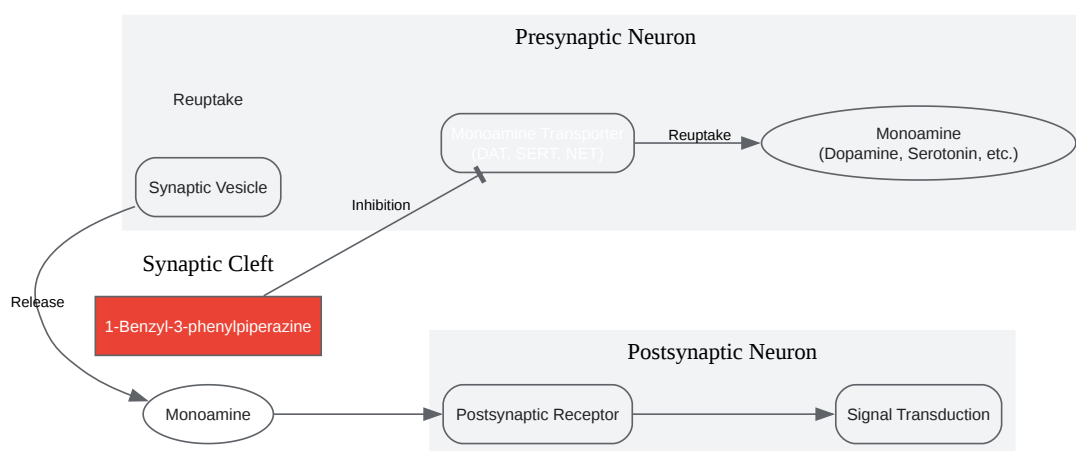 Presynaptic Neuron
Reuptake
Monoamine Transporter
(DAT, SERT, NET)
Reuptake
Monoamine
(Dopamine, Serotonin, etc.)
Synaptic Vesicle
Inhibition
Synaptic Cleft
Release
1-Benzyl-3-phenylpiperazine
Postsynaptic Neuron
Monoamine
Postsynaptic Receptor
Signal Transduction